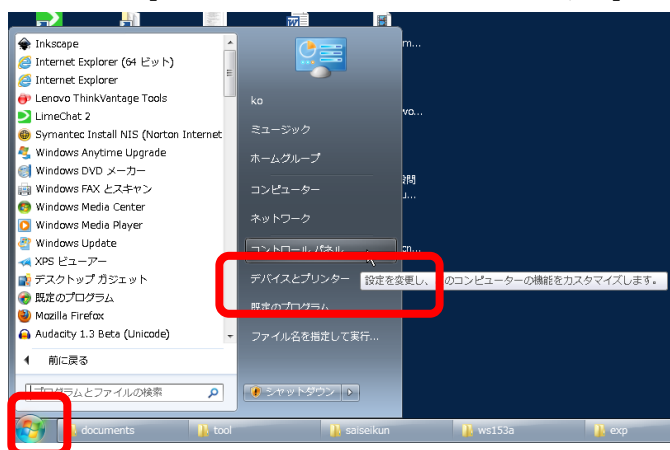 Inkscape
Internet Explorer (64 ビット)
Internet Explorer
Lenovo ThinkVantage Tools
LimeChat 2
Symantec Install NIS (Norton Internet
Windows Anytime Upgrade
Windows DVD メーカー
Windows FAX とスキャン
Windows Media Center
Windows Media Player
Windows Update
XPS ビューアー
デスクトップ ガジェット
既定のプログラム
Mozilla Firefox
Audacity 1.3 Beta (Unicode)
前に戻る
プログラムとファイルの検索
ko
ミュージック
ホームグループ
コンピューター
ネットワーク
コントロール パネル
デバイスとプリンター
設定を変更し、 のコンピューターの機能をカスタマイズします。
既定のプログラム
ファイル名を指定して実行...
シャットダウン
m...
wo...
documents
tool
saiseikun
ws153a
exp